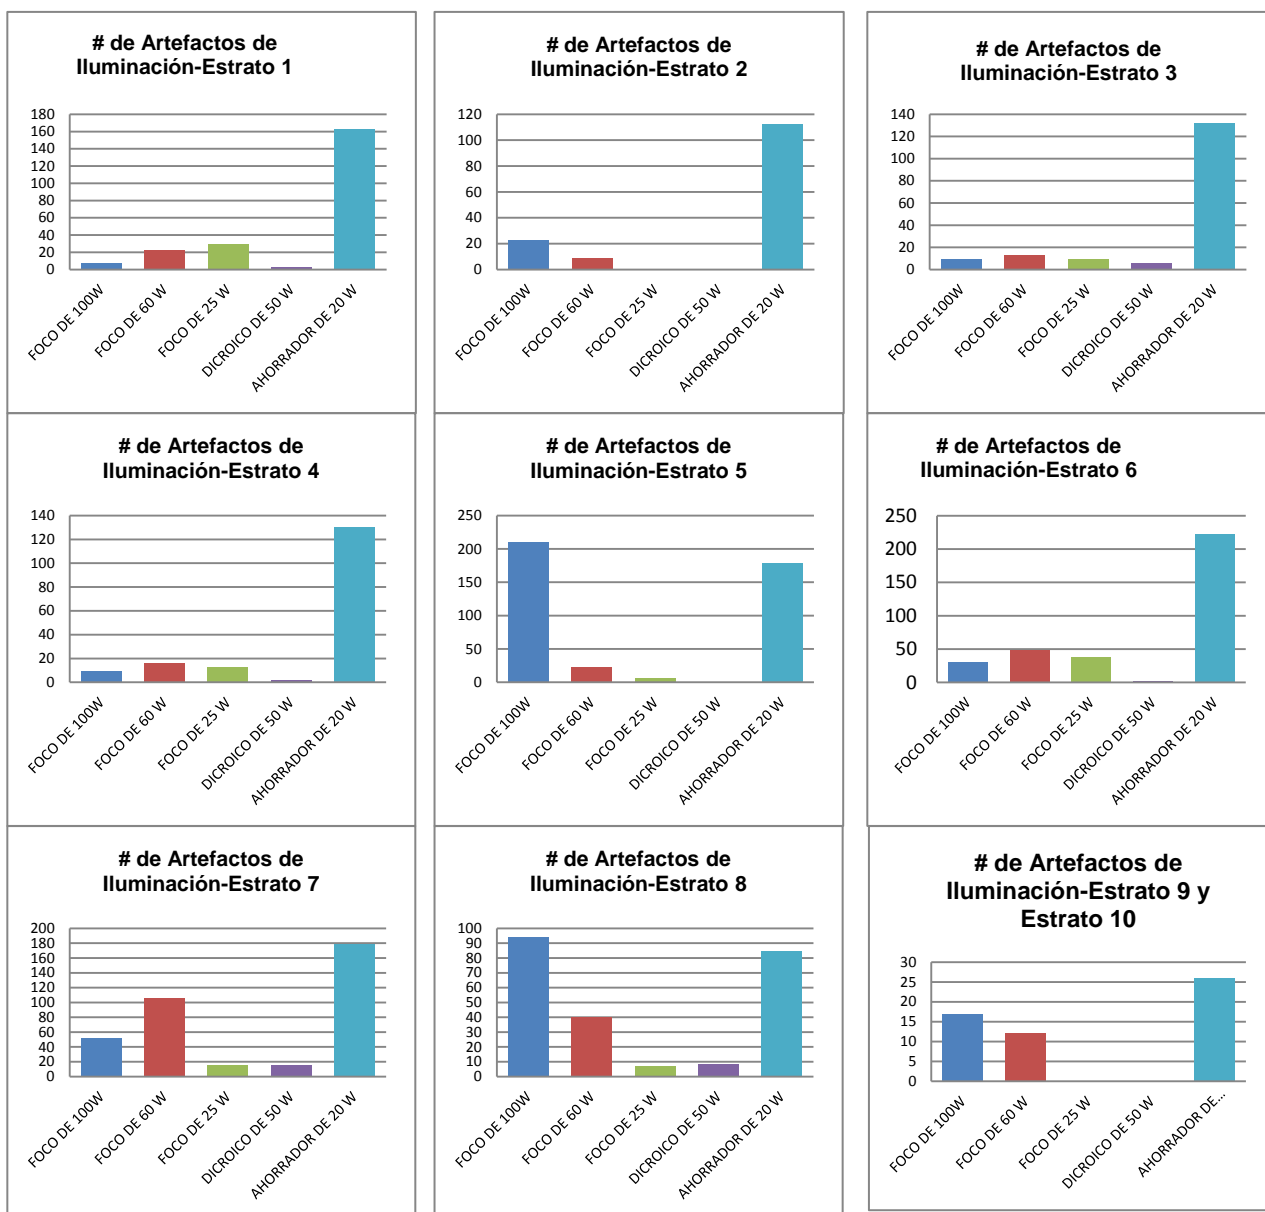 # de Artefactos de
Iluminación-Estrato 1
180
160
140
120
100
80
60
40
20
0
FOCO DE 100W
FOCO DE 60 W
FOCO DE 25 W
DICROICO DE 50 W
AHORRADOR DE 20 W
# de Artefactos de
Iluminación-Estrato 2
120
100
80
60
40
20
0
FOCO DE 100W
FOCO DE 60 W
FOCO DE 25 W
DICROICO DE 50 W
AHORRADOR DE 20 W
# de Artefactos de
Iluminación-Estrato 3
140
120
100
80
60
40
20
0
FOCO DE 100W
FOCO DE 60 W
FOCO DE 25 W
DICROICO DE 50 W
AHORRADOR DE 20 W
# de Artefactos de
Iluminación-Estrato 4
140
120
100
80
60
40
20
0
FOCO DE 100W
FOCO DE 60 W
FOCO DE 25 W
DICROICO DE 50 W
AHORRADOR DE 20 W
# de Artefactos de
Iluminación-Estrato 5
250
200
150
100
50
0
FOCO DE 100W
FOCO DE 60 W
FOCO DE 25 W
DICROICO DE 50 W
AHORRADOR DE 20 W
# de Artefactos de
Iluminación-Estrato 6
250
200
150
100
50
0
FOCO DE 100W
FOCO DE 60 W
FOCO DE 25 W
DICROICO DE 50 W
AHORRADOR DE 20 W
# de Artefactos de
Iluminación-Estrato 7
200
180
160
140
120
100
80
60
40
20
0
FOCO DE 100W
FOCO DE 60 W
FOCO DE 25 W
DICROICO DE 50 W
AHORRADOR DE 20 W
# de Artefactos de
Iluminación-Estrato 8
100
90
80
70
60
50
40
30
20
10
0
FOCO DE 100W
FOCO DE 60 W
FOCO DE 25 W
DICROICO DE 50 W
AHORRADOR DE 20 W
# de Artefactos de
Iluminación-Estrato 9 y
Estrato 10
30
25
20
15
10
5
0
FOCO DE 100W
FOCO DE 60 W
FOCO DE 25 W
DICROICO DE 50 W
AHORRADOR DE...